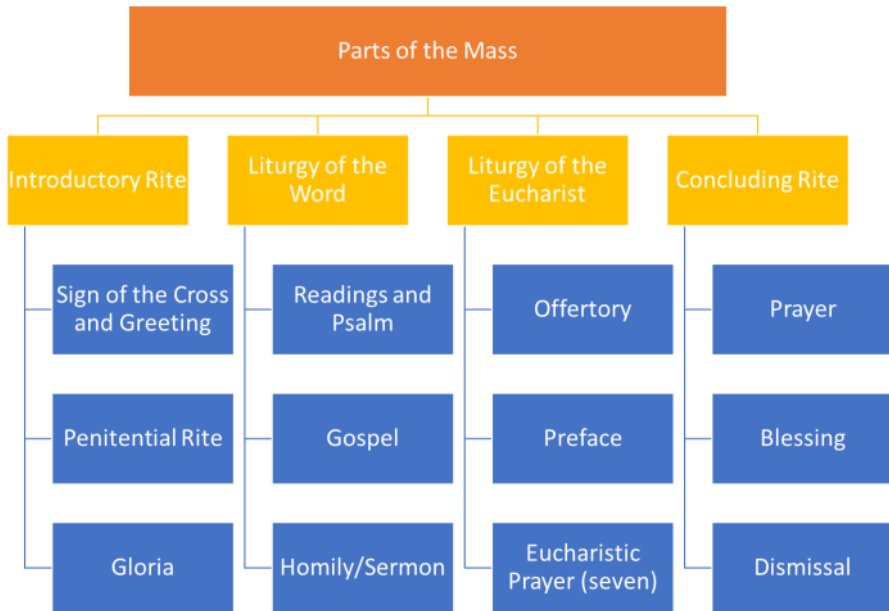 Parts of the Mass
Introductory Rite
Liturgy of the
Word
Liturgy of the
Eucharist
Concluding Rite
Sign of the Cross
and Greeting
Readings and
Psalm
Offertory
Prayer
Penitential Rite
Gospel
Preface
Blessing
Gloria
Homily/Sermon
Eucharistic
Prayer (seven)
Dismissal